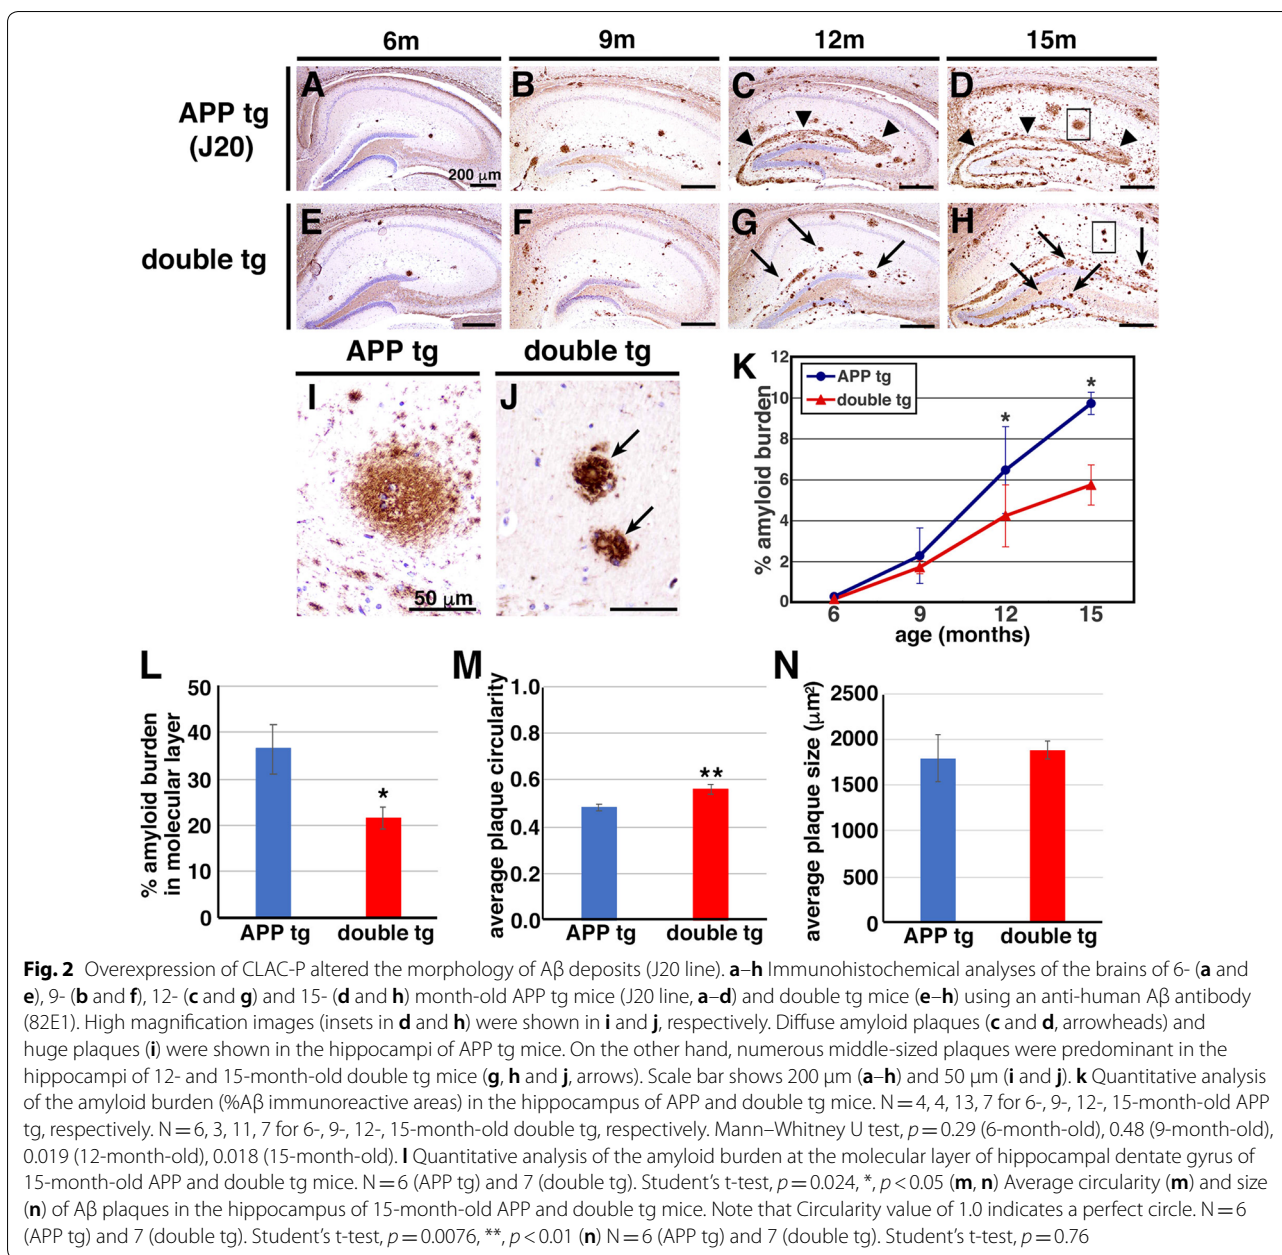 6m 9m 12m 15m
APP tg
(J20)
A B C D
200 μm
double tg
E F G H
APP tg double tg
I J
50 μm
K
% amyloid burden
12
10
8
6
4
2
0
APP tg
double tg
*
*
6 9 12 15
age (months)
L
% amyloid burden
in molecular layer
50
40
30
20
10
0
*
APP tg double tg
M
average plaque circularity
1.0
0.8
0.6
0.4
0.2
0.0
**
APP tg double tg
N
average plaque size (μm²)
2500
2000
1500
1000
500
0
APP tg double tg
Fig. 2 Overexpression of CLAC-P altered the morphology of Aβ deposits (J20 line). a–h Immunohistochemical analyses of the brains of 6- (a and
e), 9- (b and f), 12- (c and g) and 15- (d and h) month-old APP tg mice (J20 line, a–d) and double tg mice (e–h) using an anti-human Aβ antibody
(82E1). High magnification images (insets in d and h) were shown in i and j, respectively. Diffuse amyloid plaques (c and d, arrowheads) and
huge plaques (i) were shown in the hippocampi of APP tg mice. On the other hand, numerous middle-sized plaques were predominant in the
hippocampi of 12- and 15-month-old double tg mice (g, h and j, arrows). Scale bar shows 200 μm (a–h) and 50 μm (i and j). k Quantitative analysis
of the amyloid burden (%Aβ immunoreactive areas) in the hippocampus of APP and double tg mice. N = 4, 4, 13, 7 for 6-, 9-, 12-, 15-month-old APP
tg, respectively. N = 6, 3, 11, 7 for 6-, 9-, 12-, 15-month-old double tg, respectively. Mann–Whitney U test, p = 0.29 (6-month-old), 0.48 (9-month-old),
0.019 (12-month-old), 0.018 (15-month-old). l Quantitative analysis of the amyloid burden at the molecular layer of hippocampal dentate gyrus of
15-month-old APP and double tg mice. N = 6 (APP tg) and 7 (double tg). Student’s t-test, p = 0.024, *, p < 0.05 (m, n) Average circularity (m) and size
(n) of Aβ plaques in the hippocampus of 15-month-old APP and double tg mice. Note that Circularity value of 1.0 indicates a perfect circle. N = 6
(APP tg) and 7 (double tg). Student’s t-test, p = 0.0076, **, p < 0.01 (n) N = 6 (APP tg) and 7 (double tg). Student’s t-test, p = 0.76